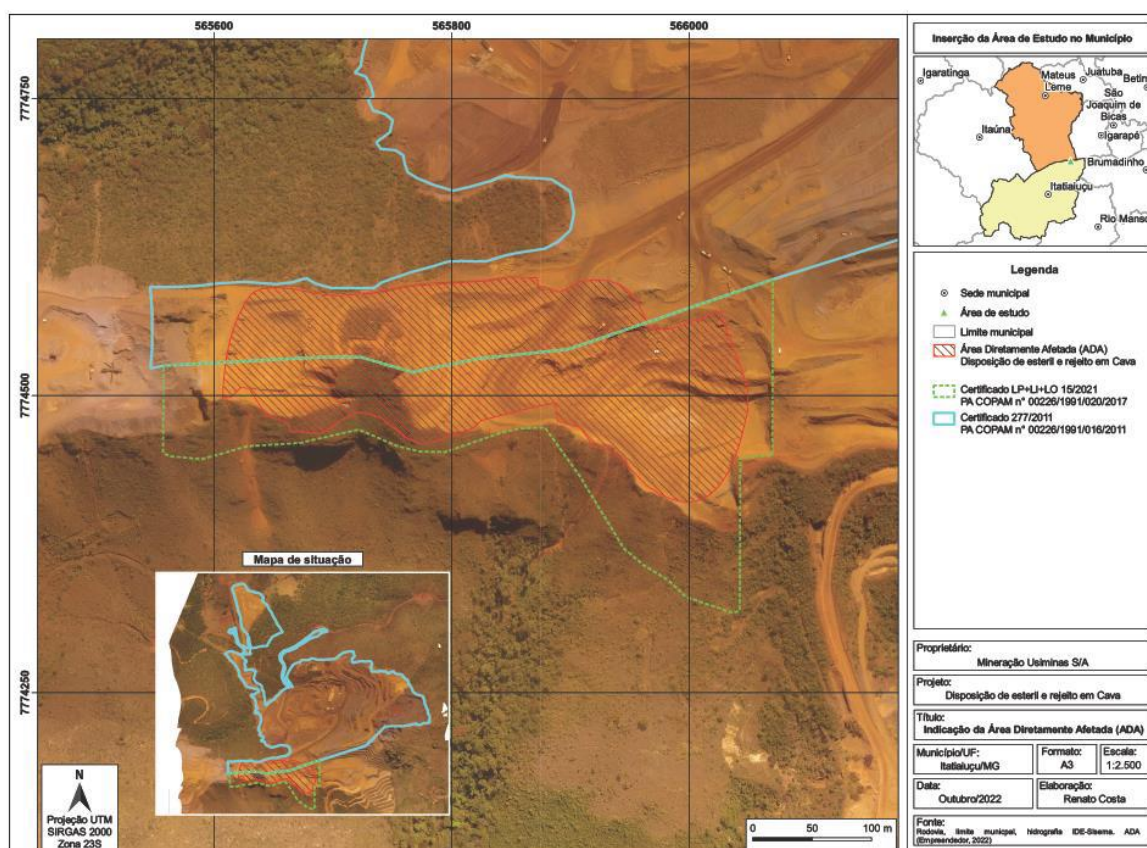 565600
565800
566000
7774750
7774500
7774250
Mapa de situação
N
Projeção UTM
SIRGAS 2000
Zona 23S
0 50 100 m
Inserção da Área de Estudo no Município
Igaratinga
Mateus
Leme
Juatuba
Betim
São
Joaquim de
Bicas
Igarapé
Itaúna
Brumadinho
Itatiaiuçu
Rio Manso
Legenda
Sede municipal
Área de estudo
Limite municipal
Área Diretamente Afetada (ADA)
Disposição de esteril e rejeito em Cava
Certificado LP+LI+LO 15/2021
PA COPAM n° 00226/1991/020/2017
Certificado 277/2011
PA COPAM n° 00226/1991/016/2011
Proprietário:
Mineração Usiminas S/A
Projeto:
Disposição de esteril e rejeito em Cava
Título:
Indicação da Área Diretamente Afetada (ADA)
Município/UF:
Itatiaiuçu/MG
Formato:
A3
Escala:
1:2.500
Data:
Outubro/2022
Elaboração:
Renato Costa
Fonte:
Rodovia, limite municpal, hidrografia IDE-Sisema. ADA
(Empreendedor, 2022)